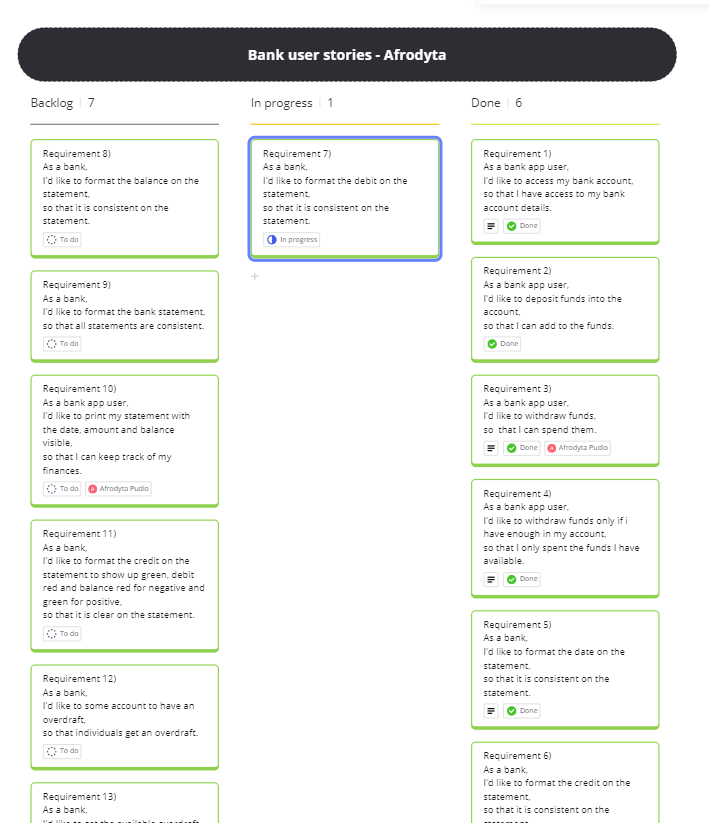 Bank user stories - Afrodyta
Backlog | 7
Requirement 8)
As a bank,
I'd like to format the balance on the
statement,
so that it is consistent on the
statement.
To do
Requirement 9)
As a bank,
I'd like to format the bank statement,
so that all statements are consistent.
To do
Requirement 10)
As a bank app user,
I'd like to print my statement with
the date, amount and balance
visible,
so that I can keep track of my
finances.
To do
A Afrodyta Pudlo
Requirement 11)
As a bank,
I'd like to format the credit on the
statement to show up green, debit
red and balance red for negative and
green for positive,
so that it is clear on the statement.
To do
Requirement 12)
As a bank,
I'd like to some account to have an
overdraft,
so that individuals get an overdraft.
To do
Requirement 13)
As a bank,
In progress | 1
Requirement 7)
As a bank,
I'd like to format the debit on the
statement,
so that it is consistent on the
statement.
In progress
+
Done | 6
Requirement 1)
As a bank app user,
I'd like to access my bank account,
so that I have access to my bank
account details.
Done
Requirement 2)
As a bank app user,
I'd like to deposit funds into the
account,
so that I can add to the funds.
Done
Requirement 3)
As a bank app user,
I'd like to withdraw funds,
so  that I can spend them.
Done
A Afrodyta Pudlo
Requirement 4)
As a bank app user,
I'd like to withdraw funds only if i
have enough in my account,
so that I only spent the funds I have
available.
Done
Requirement 5)
As a bank,
I'd like to format the date on the
statement,
so that it is consistent on the
statement.
Done
Requirement 6)
As a bank,
I'd like to format the credit on the
statement,
so that it is consistent on the